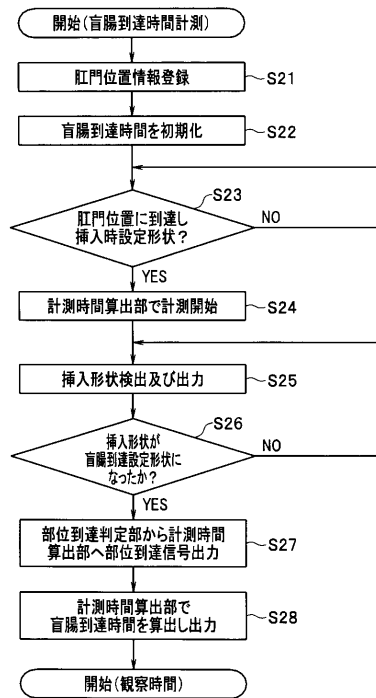 開始(盲腸到達時間計測)
肛門位置情報登録
S21
盲腸到達時間を初期化
S22
S23
肛門位置に到達し
挿入時設定形状？
NO
YES
計測時間算出部で計測開始
S24
挿入形状検出及び出力
S25
S26
挿入形状が
盲腸到達設定形状に
なったか？
NO
YES
部位到達判定部から計測時間
算出部へ部位到達信号出力
S27
計測時間算出部で
盲腸到達時間を算出し出力
S28
開始(観察時間)